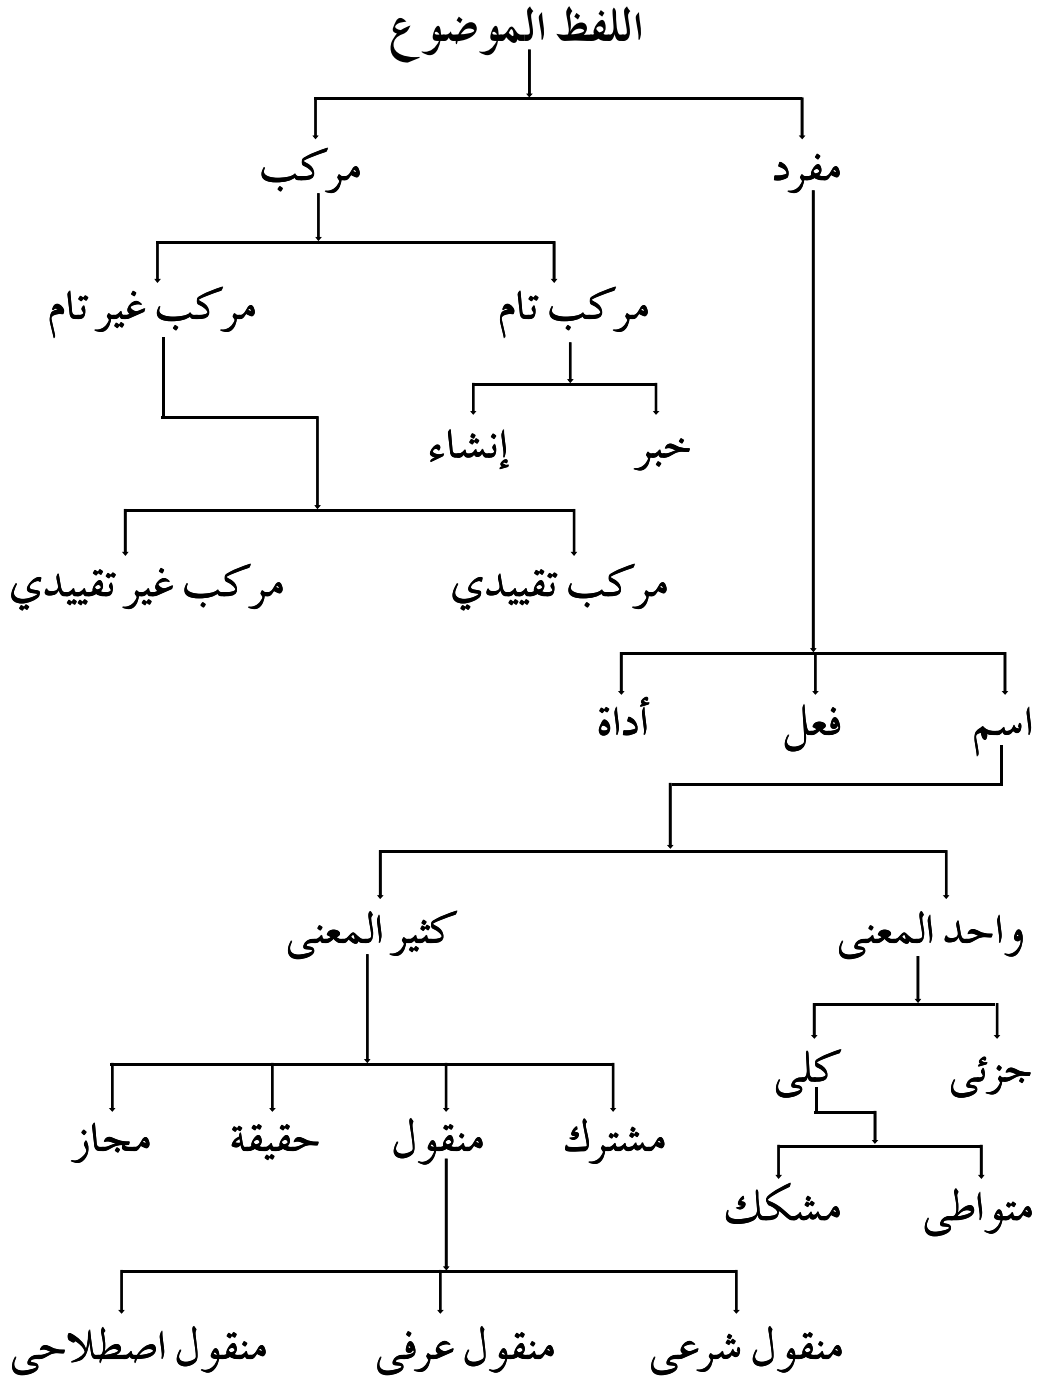 اللفظ الموضوع
مفرد مركب
مركب تام مركب غير تام
خبر إنشاء
مركب تقييدي مركب غير تقييدي
اسم فعل أداة
واحد المعنى كثير المعنى
جزئى كلى
مشترك منقول حقيقة مجاز
متواطى مشكك
منقول شرعى منقول عرفى منقول اصطلاحى